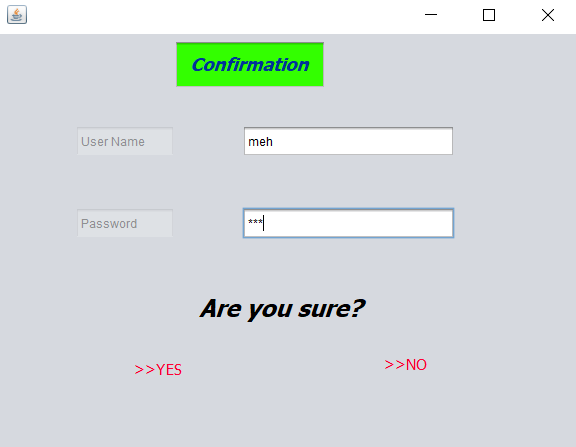 Confirmation
User Name
meh
Password
***
Are you sure?
>>YES
>>NO